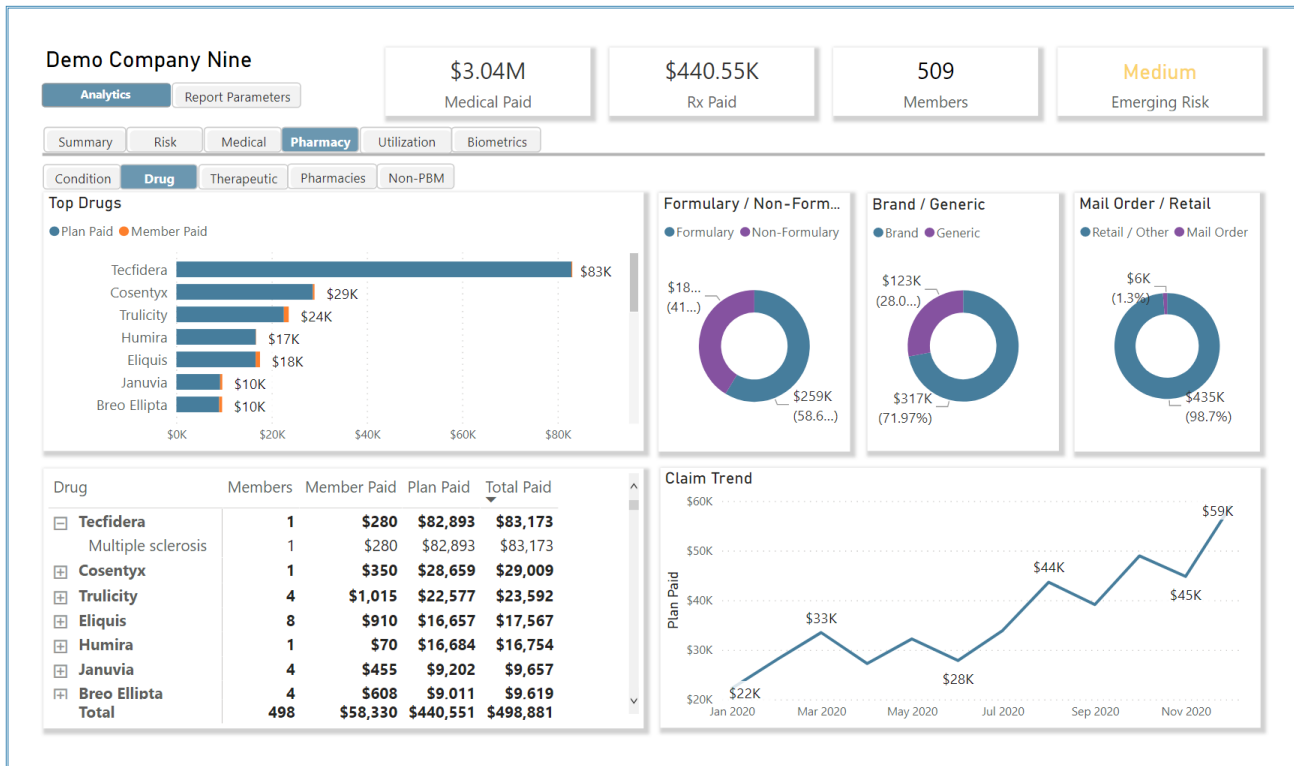 Demo Company Nine
Analytics
Report Parameters
$3.04M
Medical Paid
$440.55K
Rx Paid
509
Members
Medium
Emerging Risk
Summary
Risk
Medical
Pharmacy
Utilization
Biometrics
Condition
Drug
Therapeutic
Pharmacies
Non-PBM
Top Drugs
Plan Paid Member Paid
Tecfidera $83K
Cosentyx $29K
Trulicity $24K
Humira $17K
Eliquis $18K
Januvia $10K
Breo Ellipta $10K
$0K $20K $40K $60K $80K
Formulary / Non-Form...
Formulary Non-Formulary
$18...
(41...)
$259K
(58.6...)
Brand / Generic
Brand Generic
$123K
(28.0...)
$317K
(71.97%)
Mail Order / Retail
Retail / Other Mail Order
$6K
(1.3%)
$435K
(98.7%)
Drug Members Member Paid Plan Paid Total Paid
Tecfidera 1 $280 $82,893 $83,173
Multiple sclerosis 1 $280 $82,893 $83,173
Cosentyx 1 $350 $28,659 $29,009
Trulicity 4 $1,015 $22,577 $23,592
Eliquis 8 $910 $16,657 $17,567
Humira 1 $70 $16,684 $16,754
Januvia 4 $455 $9,202 $9,657
Breo Ellipta 4 $608 $9,011 $9,619
Total 498 $58,330 $440,551 $498,881
Claim Trend
Plan Paid
$60K
$50K
$40K
$30K
$20K
$22K
$33K
$28K
$44K
$45K
$59K
Jan 2020 Mar 2020 May 2020 Jul 2020 Sep 2020 Nov 2020